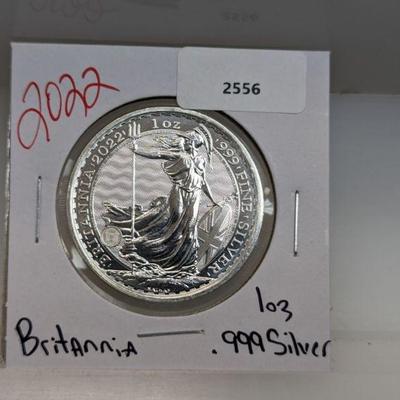 2022
2556
BRITANNIA 2022 1 oz 999 FINE SILVER
1oz
Britannia .999 Silver